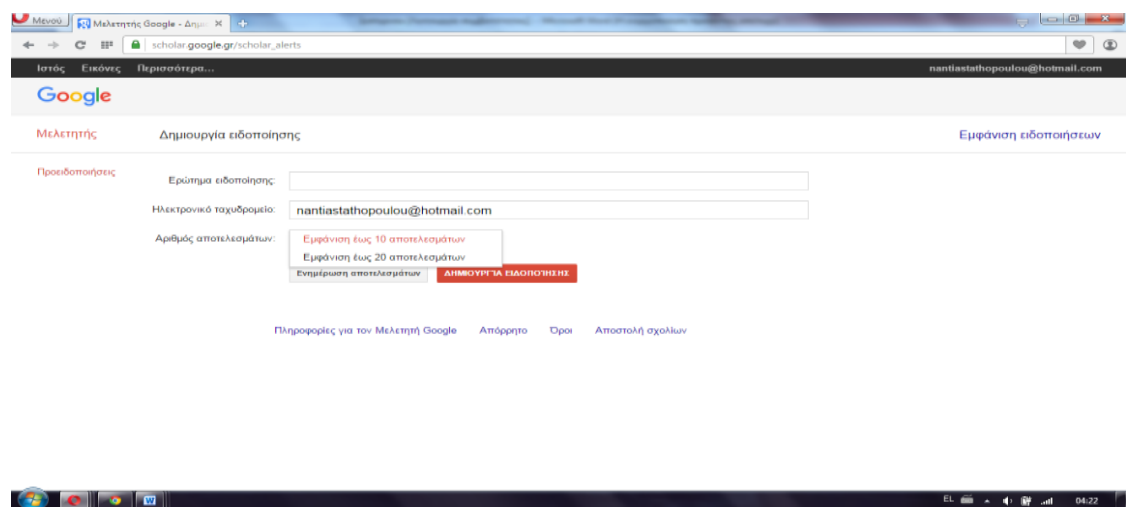 Μενού Μελετητής Google - Δημι
scholar.google.gr/scholar_alerts
Ιστός Εικόνες Περισσότερα... nantiastathopoulou@hotmail.com
Google
Μελετητής Δημιουργία ειδοποίησης Εμφάνιση ειδοποιήσεων
Προειδοποιήσεις
Ερώτημα ειδοποίησης:
Ηλεκτρονικό ταχυδρομείο: nantiastathopoulou@hotmail.com
Αριθμός αποτελεσμάτων: Εμφάνιση έως 10 αποτελεσμάτων
Εμφάνιση έως 20 αποτελεσμάτων
Ενημέρωση αποτελεσμάτων ΔΗΜΙΟΥΡΓΊΑ ΕΙΔΟΠΟΊΗΣΗΣ
Πληροφορίες για τον Μελετητή Google Απόρρητο Όροι Αποστολή σχολίων
EL 04:22